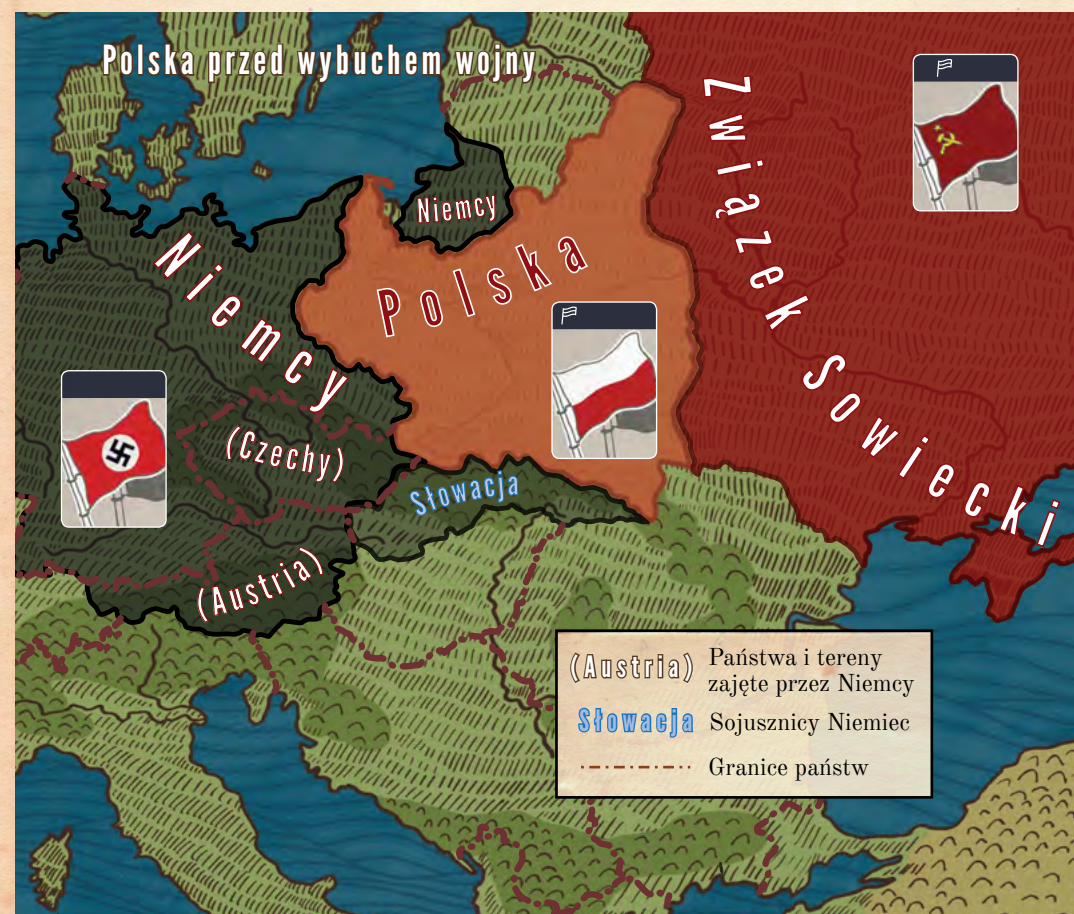 Polska przed wybuchem wojny
Związek Sowiecki
Niemcy
Polska
Niemcy
(Czechy)
Słowacja
(Austria)
(Austria) Państwa i tereny
zajęte przez Niemcy
Słowacja Sojusznicy Niemiec
Granice państw